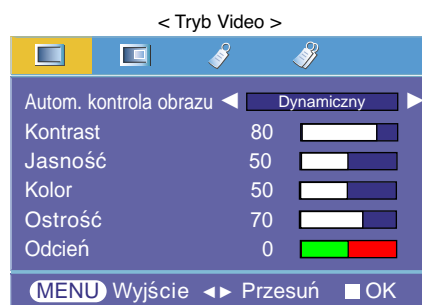 < Tryb Video >
Autom. kontrola obrazu ◀ Dynamiczny ▶
Kontrast 80
Jasność 50
Kolor 50
Ostrość 70
Odcień 0
MENU Wyjście ◄► Przesuń ■ OK